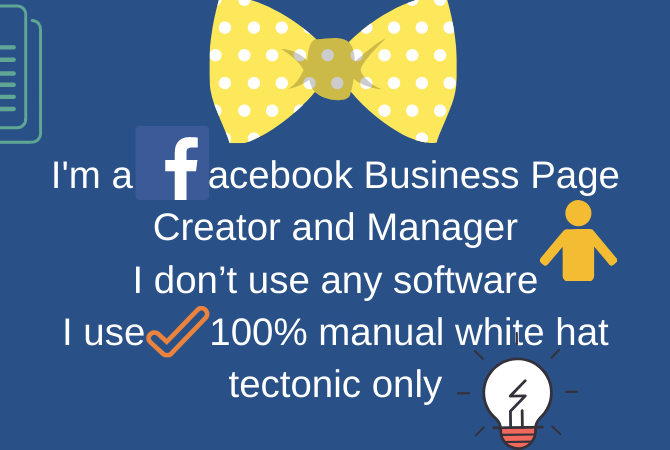 I'm a facebook Business Page
Creator and Manager
I don’t use any software
I use 100% manual white hat
tectonic only